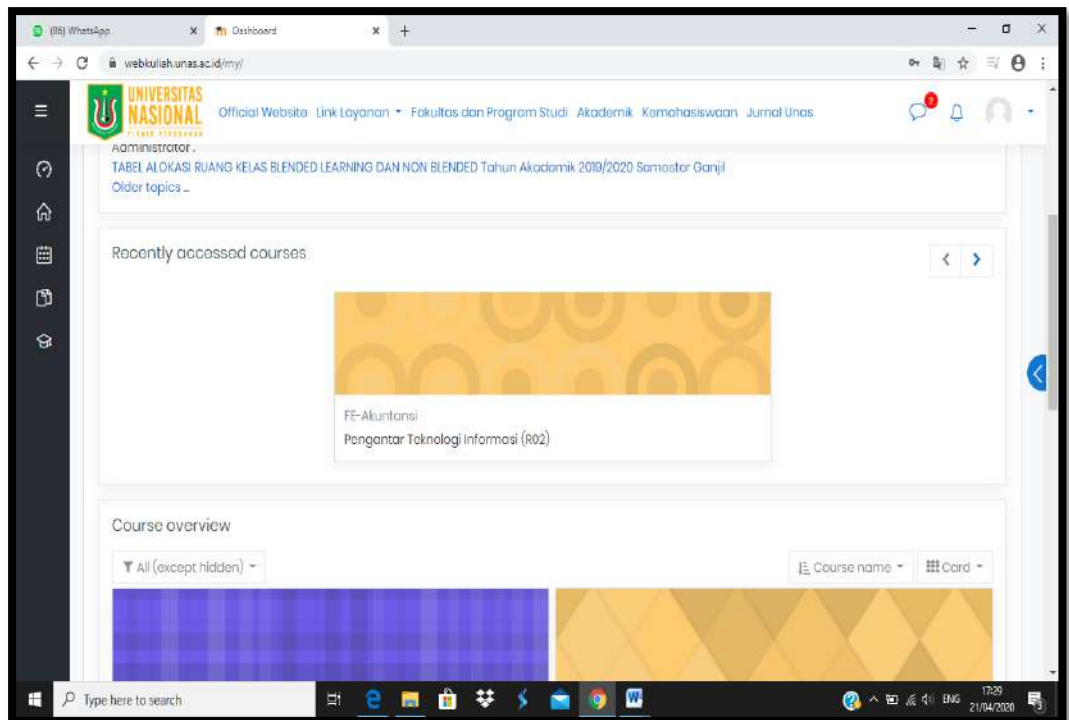 (86) WhatsApp
Dashboard
webkuliah.unas.ac.id/my/
UNIVERSITAS
NASIONAL
Official Website Link Layanan Fakultas dan Program Studi Akademik Kemahasiswaan Jurnal Unas
Administrator.
TABEL ALOKASI RUANG KELAS BLENDED LEARNING DAN NON BLENDED Tahun Akademik 2019/2020 Semester Ganjil
Older topics ...
Recently accessed courses
FE-Akuntansi
Pengantar Teknologi Informasi (R02)
Course overview
All (except hidden)
Course name
Card
Type here to search
ENG
17:29
21/04/2020